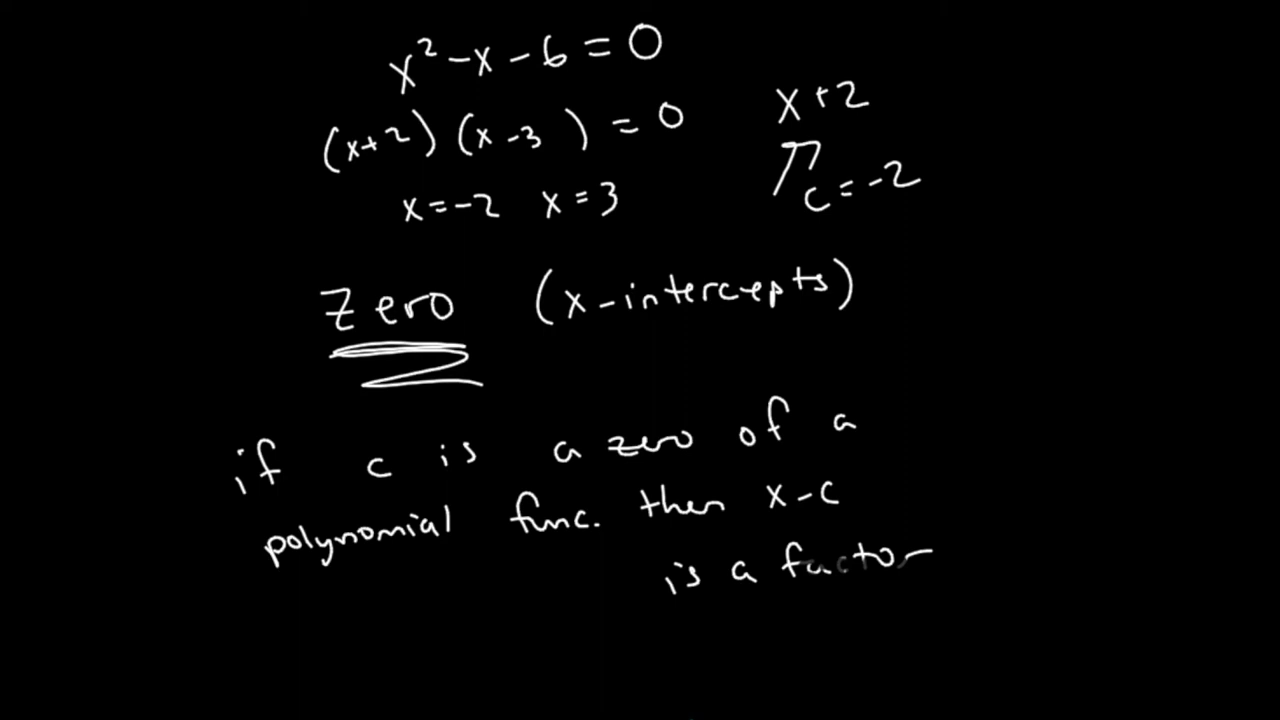 x² - x - 6 = 0
(x+2) (x-3) = 0
x = -2 x = 3
x+2
c = -2
Zero (x-intercepts)
if c is a zero of a
polynomial func. then x-c
is a factor